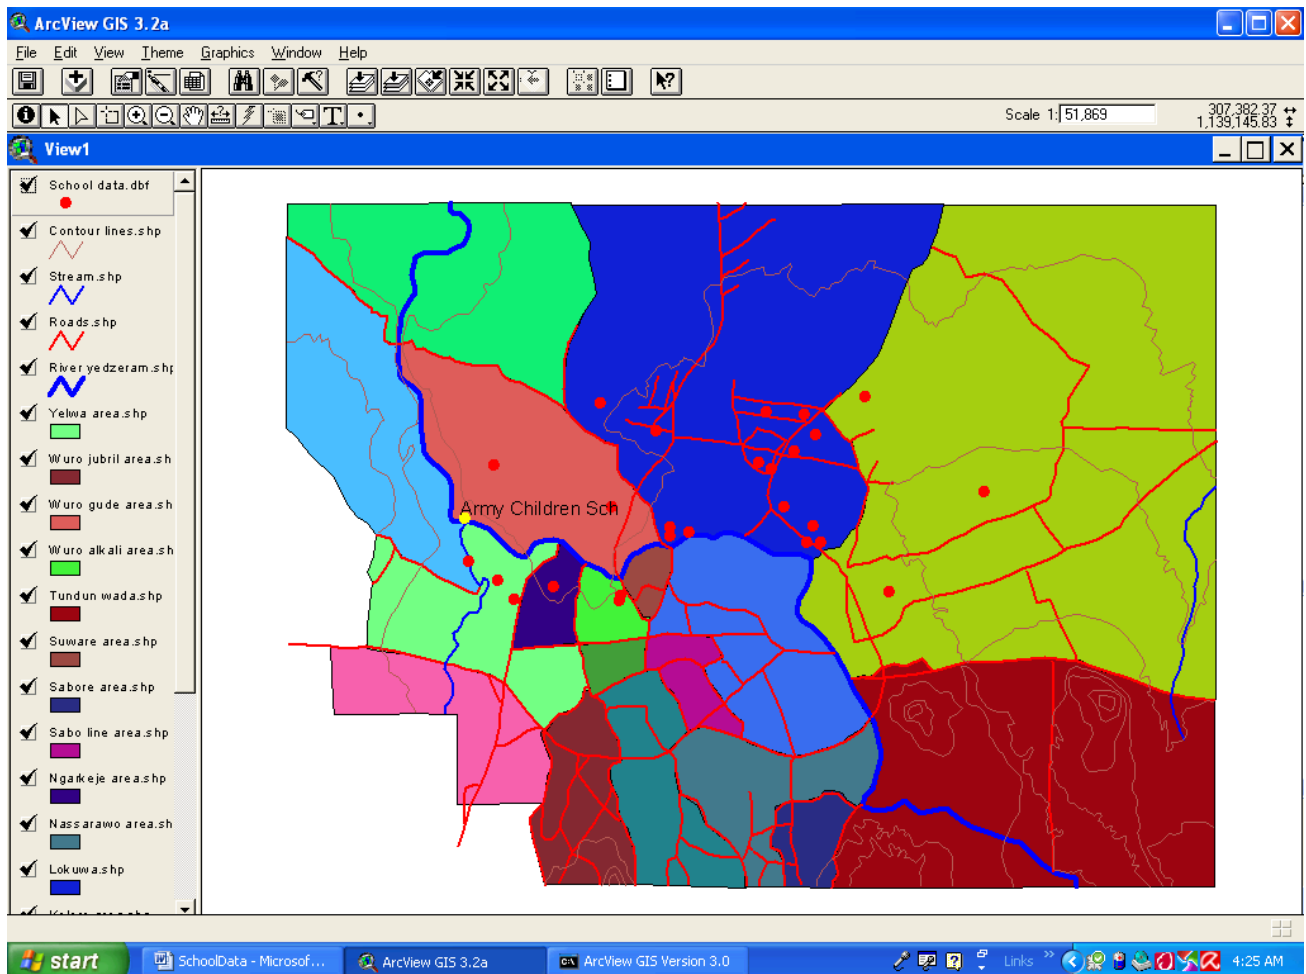 ArcView GIS 3.2a
File Edit View Theme Graphics Window Help
Scale 1: 51,869
307,382.37
1,139,145.83
View1
School data.dbf
Contour lines.shp
Stream.shp
Roads.shp
River yedzeram.shp
Yelwa area.shp
Wuro jubril area.sh
Wuro gude area.sh
Wuro alkali area.sh
Tundun wada.shp
Suware area.shp
Sabore area.shp
Sabo line area.shp
Ngarkeje area.shp
Nassarawo area.sh
Lokuwa.shp
Army Children Sch
start
SchoolData - Microsof...
ArcView GIS 3.2a
ArcView GIS Version 3.0
Links
4:25 AM